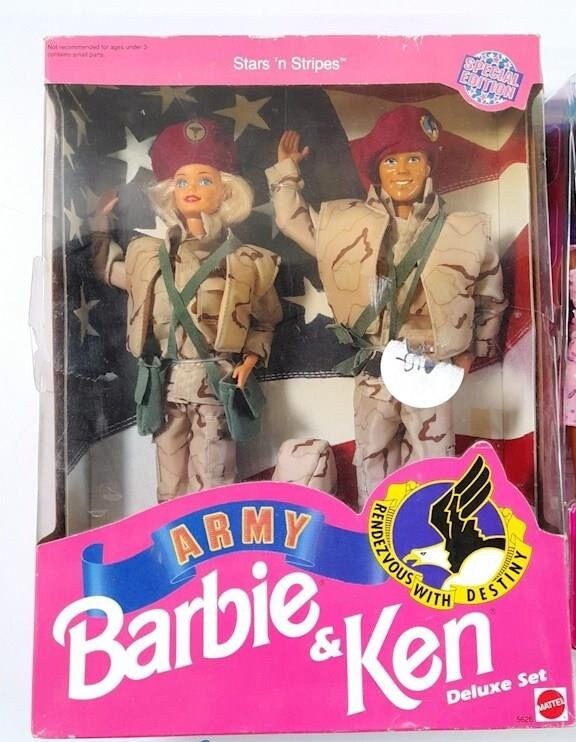 Not recommended for ages under 3
contains small parts.
Stars 'n Stripes™
SPECIAL
EDITION
ARMY
RENDEZVOUS WITH DESTINY
Barbie®
& Ken®
Deluxe Set
MATTEL